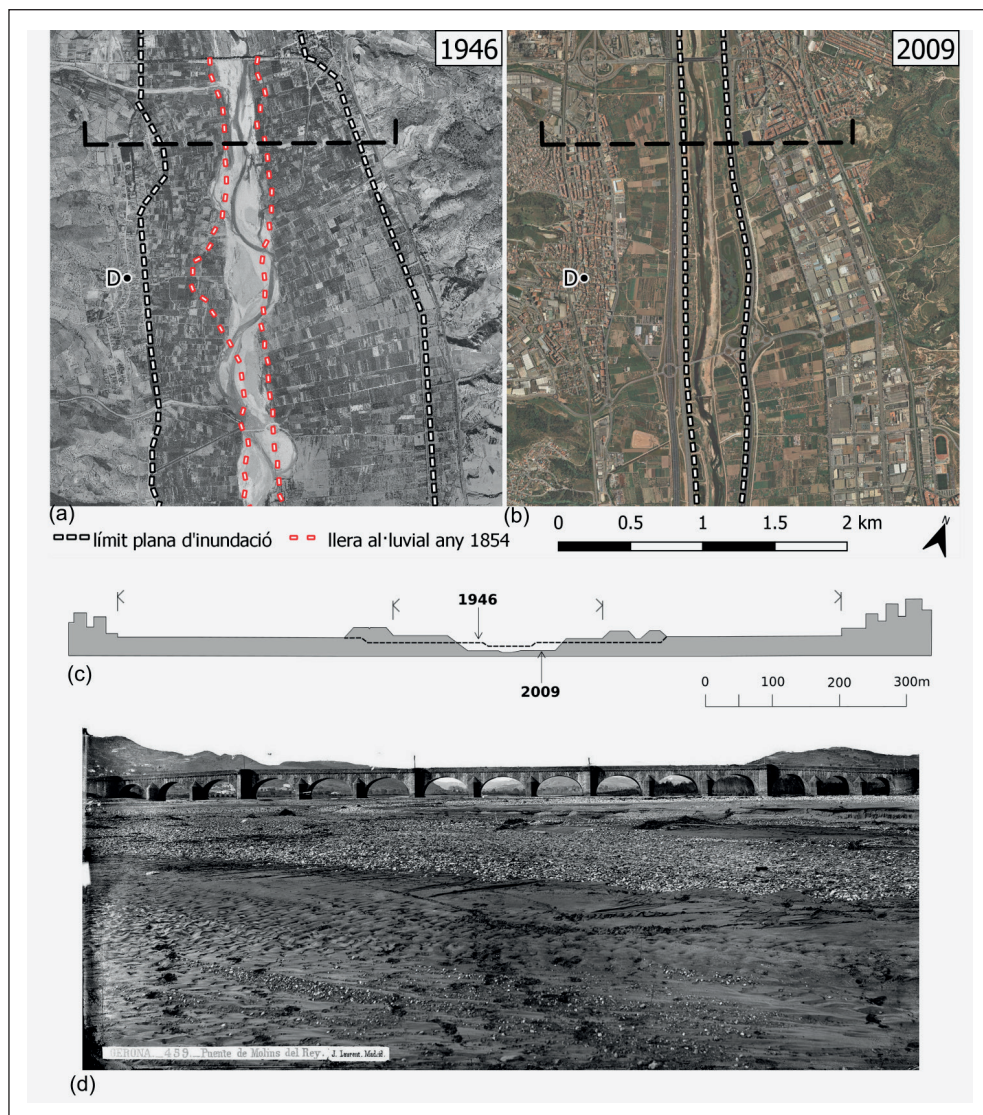 1946
2009
D
D
(a)
(b)
límit plana d'inundació
llera al·luvial any 1854
0 0.5 1 1.5 2 km
N
1946
2009
(c)
0 100 200 300m
GERONA. 459. Puente de Molins del Rey. J. Laurent. Madrid.
(d)